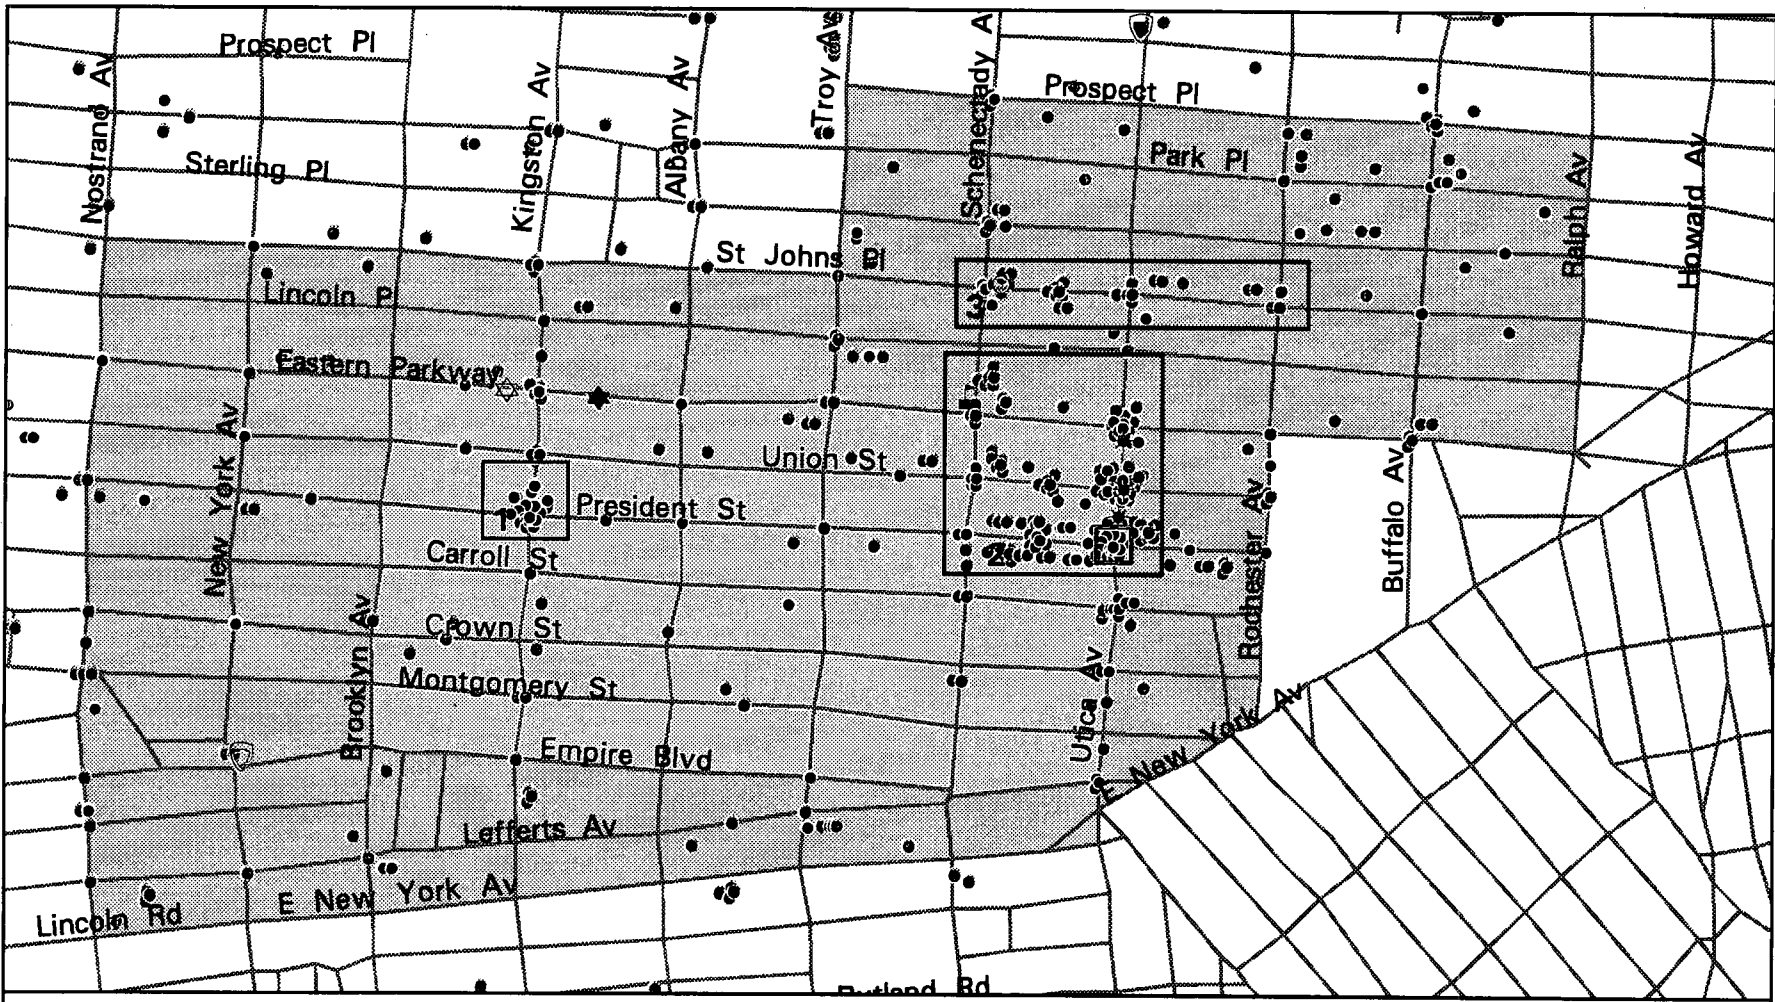 Prospect Pl
Nostrand Av
Kingston Av
Albany Av
Troy Av
Schenectady A
Prospect Pl
Park Pl
Sterling Pl
Ralph Av
Howard Av
St Johns Pl
Lincoln P
3
Eastern Parkway
New York Av
Union St
Buffalo Av
1
President St
Carroll St
2
Rochester Av
Brooklyn Av
Crown St
Montgomery St
Utica Av
Empire Blvd
E New York Av
Lefferts Av
E New York Av
Lincoln Rd
Rutland Rd